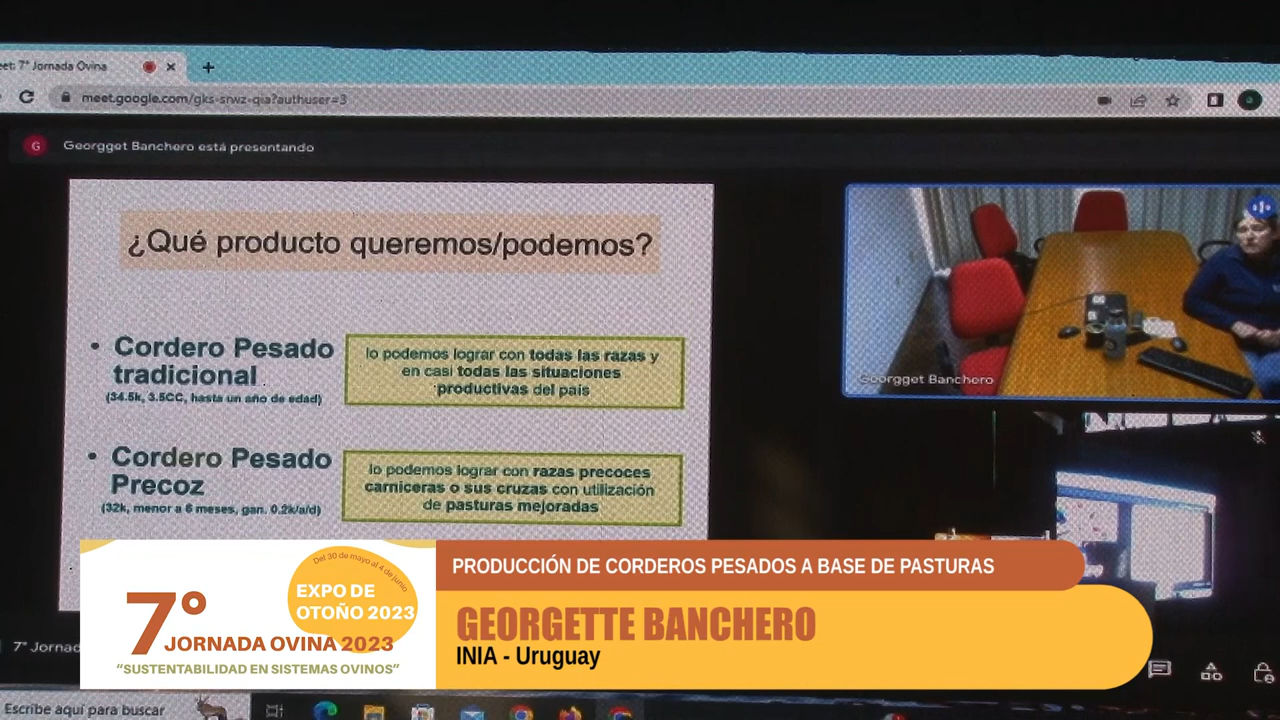 eet: 7° Jornada Ovina
meet.google.com/gks-srwz-qia?authuser=3
G
Georgget Banchero está presentando
¿Qué producto queremos/podemos?
• Cordero Pesado
tradicional
(34.5k, 3.5CC, hasta un año de edad)
lo podemos lograr con todas las razas y
en casi todas las situaciones
productivas del país
• Cordero Pesado
Precoz
(32k, menor a 6 meses, gan. 0.2k/a/d)
lo podemos lograr con razas precoces
carniceras o sus cruzas con utilización
de pasturas mejoradas
Georgget Banchero
Del 30 de mayo al 4 de junio
EXPO DE
OTOÑO 2023
7°
JORNADA OVINA 2023
“SUSTENTABILIDAD EN SISTEMAS OVINOS”
PRODUCCIÓN DE CORDEROS PESADOS A BASE DE PASTURAS
GEORGETTE BANCHERO
INIA - Uruguay
7° Jornad
Escribe aquí para buscar